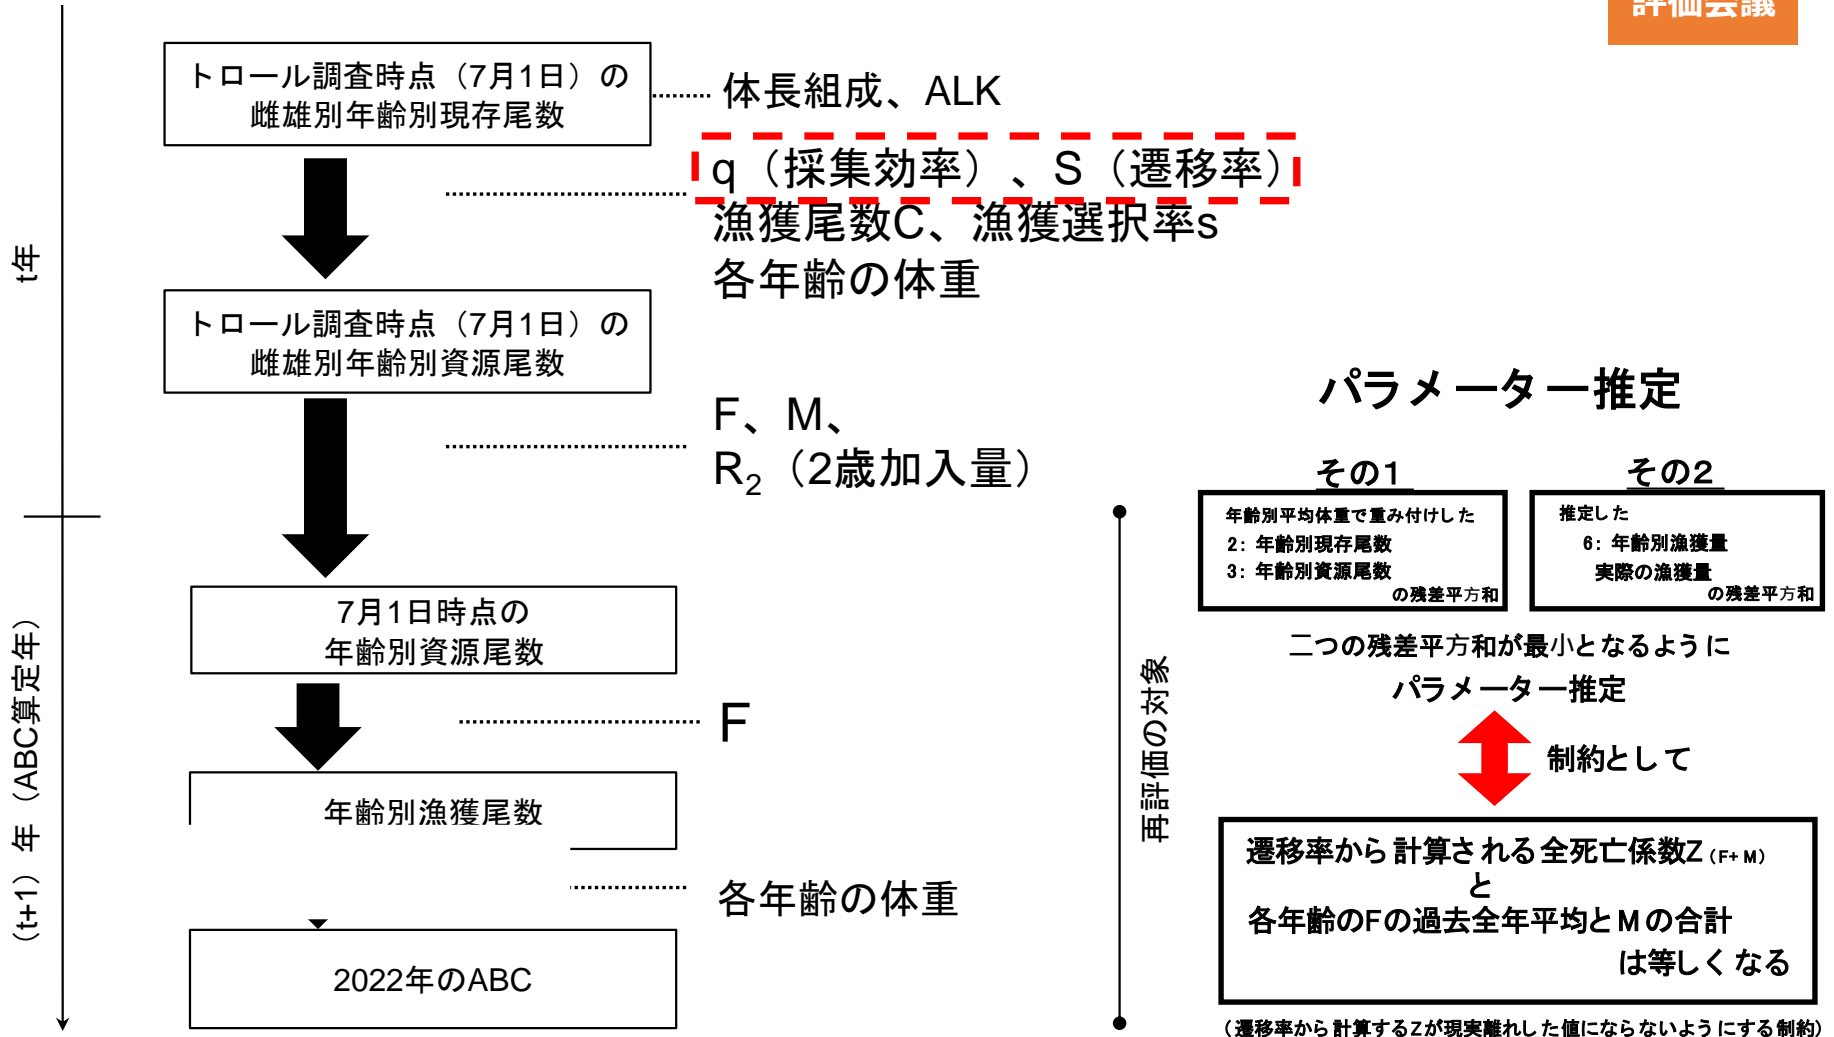 評価会議
トロール調査時点（7月1日）の
雌雄別年齢別現存尾数
体長組成、ALK
q（採集効率）、S（遷移率）
漁獲尾数C、漁獲選択率s
各年齢の体重
t年
トロール調査時点（7月1日）の
雌雄別年齢別資源尾数
F、M、
R₂（2歳加入量）
(t+1) 年（ABC算定年）
7月1日時点の
年齢別資源尾数
F
年齢別漁獲尾数
各年齢の体重
2022年のABC
再評価の対象
パラメーター推定
その1
年齢別平均体重で重み付けした
2: 年齢別現存尾数
3: 年齢別資源尾数
の残差平方和
その2
推定した
6: 年齢別漁獲量
実際の漁獲量
の残差平方和
二つの残差平方和が最小となるように
パラメーター推定
制約として
遷移率から計算される全死亡係数Z (F+M)
と
各年齢のFの過去全年平均とMの合計
は等しくなる
(遷移率から計算するZが現実離れした値にならないようにする制約)